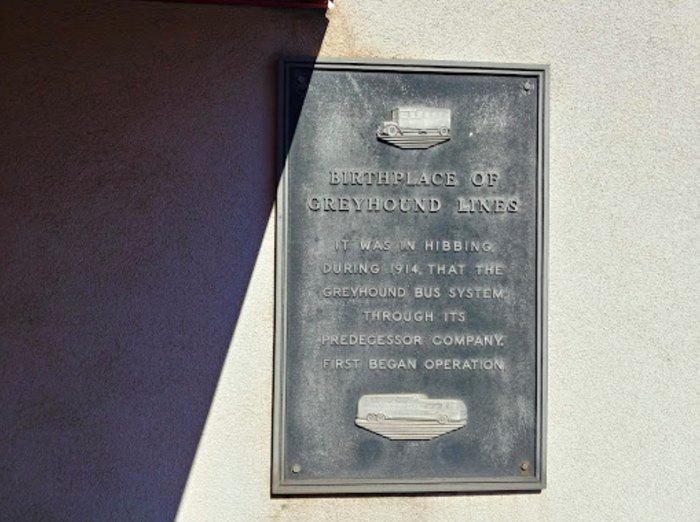 BIRTHPLACE OF
GREYHOUND LINES
IT WAS IN HIBBING,
DURING 1914, THAT THE
GREYHOUND BUS SYSTEM,
THROUGH ITS
PREDECESSOR COMPANY,
FIRST BEGAN OPERATION